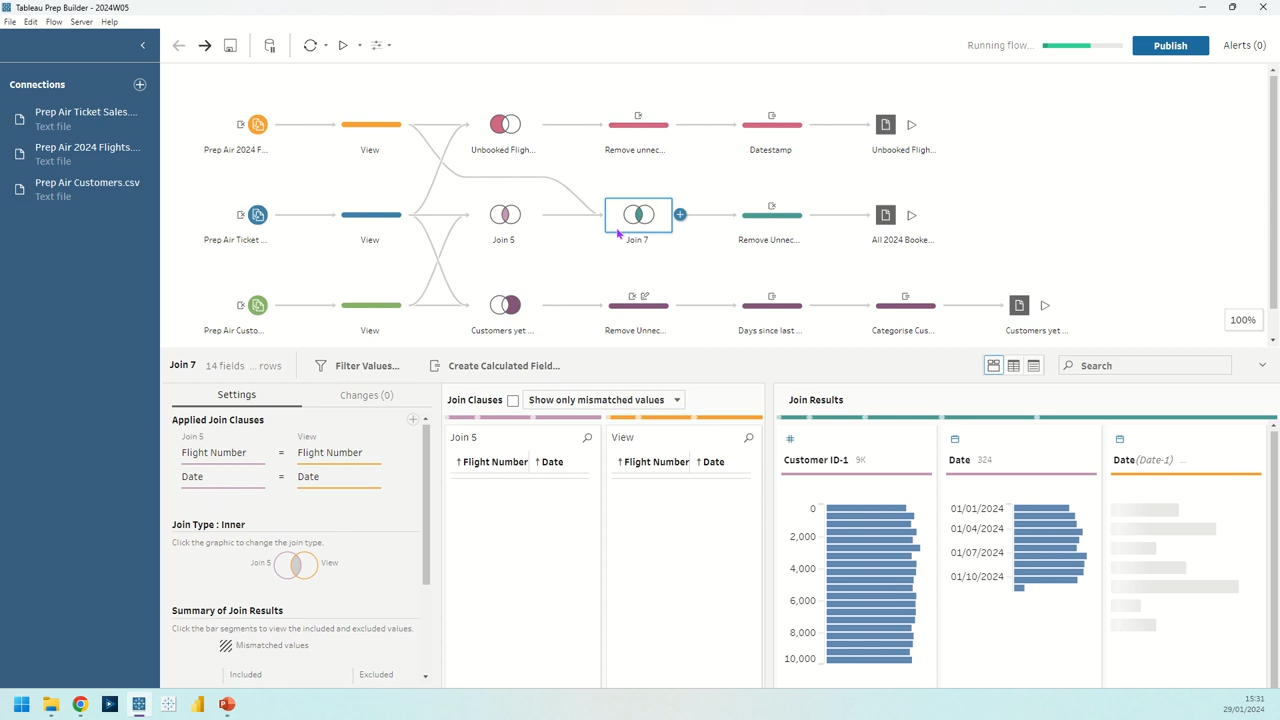 Tableau Prep Builder - 2024W05
File Edit Flow Server Help
Running flow...
Publish
Alerts (0)
Connections
Prep Air Ticket Sales....
Text file
Prep Air 2024 Flights....
Text file
Prep Air Customers.csv
Text file
Prep Air 2024 F...
View
Unbooked Fligh...
Remove unnec...
Datestamp
Unbooked Fligh...
Prep Air Ticket ...
View
Join 5
Join 7
Remove Unnec...
All 2024 Booke...
Prep Air Custo...
View
Customers yet ...
Remove Unnec...
Days since last ...
Categorise Cus...
Customers yet ...
100%
Join 7 14 fields ... rows
Filter Values...
Create Calculated Field...
Search
Settings
Changes (0)
Applied Join Clauses
Join 5 View
Flight Number = Flight Number
Date = Date
Join Type : Inner
Click the graphic to change the join type.
Join 5 View
Summary of Join Results
Click the bar segments to view the included and excluded values.
Mismatched values
Included Excluded
Join Clauses
Show only mismatched values
Join 5
Flight Number Date
View
Flight Number Date
Join Results
#
Customer ID-1 9K
0
2,000
4,000
6,000
8,000
10,000
Date 324
01/01/2024
01/04/2024
01/07/2024
01/10/2024
Date(Date-1) ...
15:31
29/01/2024